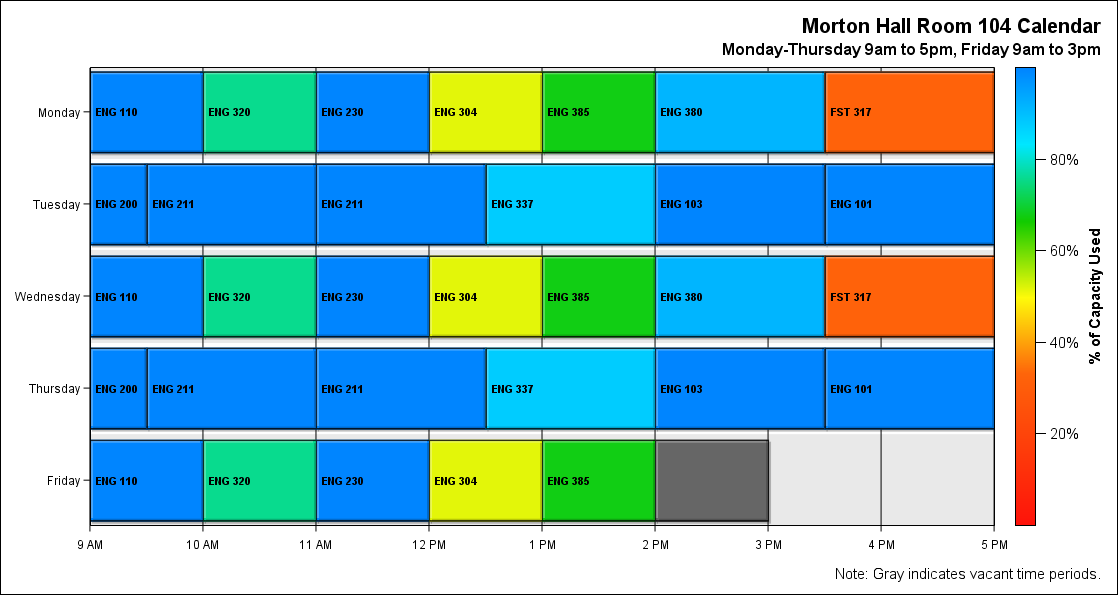 Morton Hall Room 104 Calendar
Monday-Thursday 9am to 5pm, Friday 9am to 3pm
Monday ENG 110 ENG 320 ENG 230 ENG 304 ENG 385 ENG 380 FST 317
Tuesday ENG 200 ENG 211 ENG 211 ENG 337 ENG 103 ENG 101
Wednesday ENG 110 ENG 320 ENG 230 ENG 304 ENG 385 ENG 380 FST 317
Thursday ENG 200 ENG 211 ENG 211 ENG 337 ENG 103 ENG 101
Friday ENG 110 ENG 320 ENG 230 ENG 304 ENG 385
9 AM 10 AM 11 AM 12 PM 1 PM 2 PM 3 PM 4 PM 5 PM
80%
60%
40%
20%
% of Capacity Used
Note: Gray indicates vacant time periods.